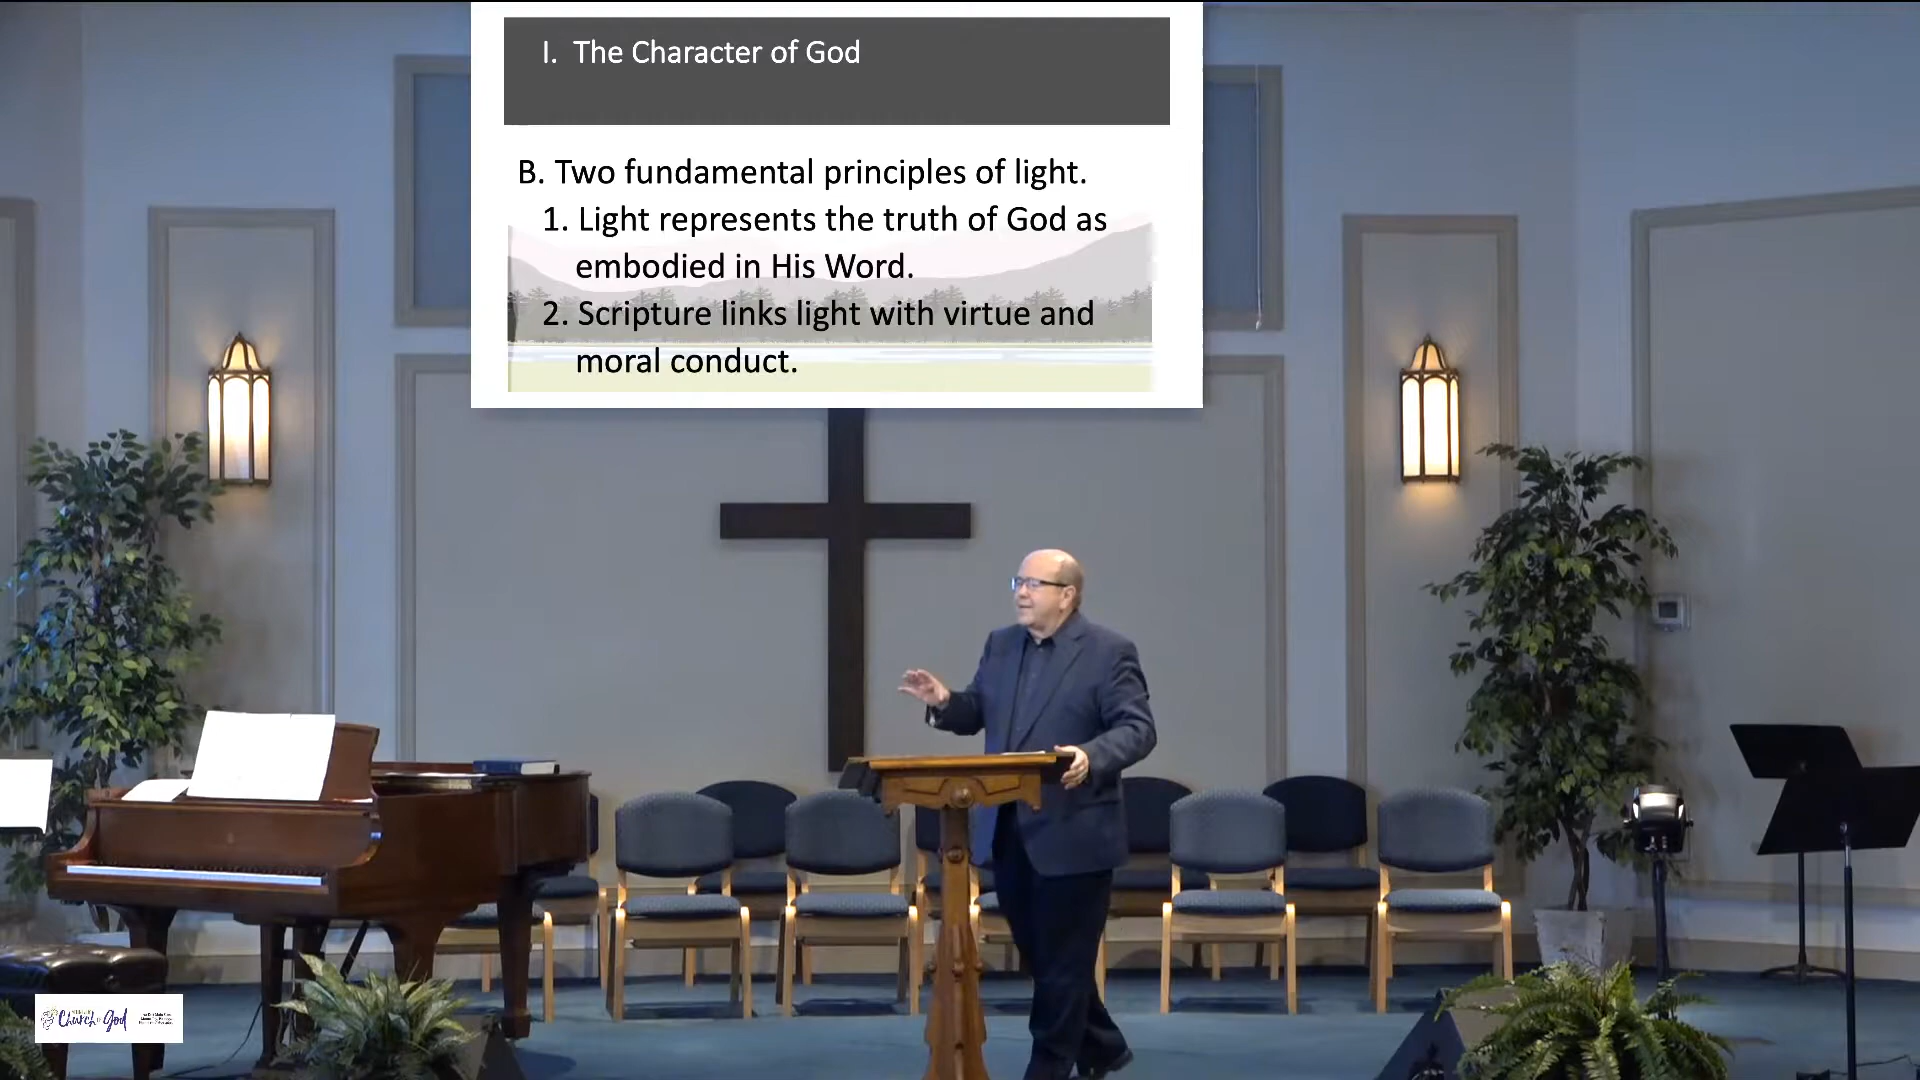 I. The Character of God
B. Two fundamental principles of light.
1. Light represents the truth of God as
embodied in His Word.
2. Scripture links light with virtue and
moral conduct.
Church of God